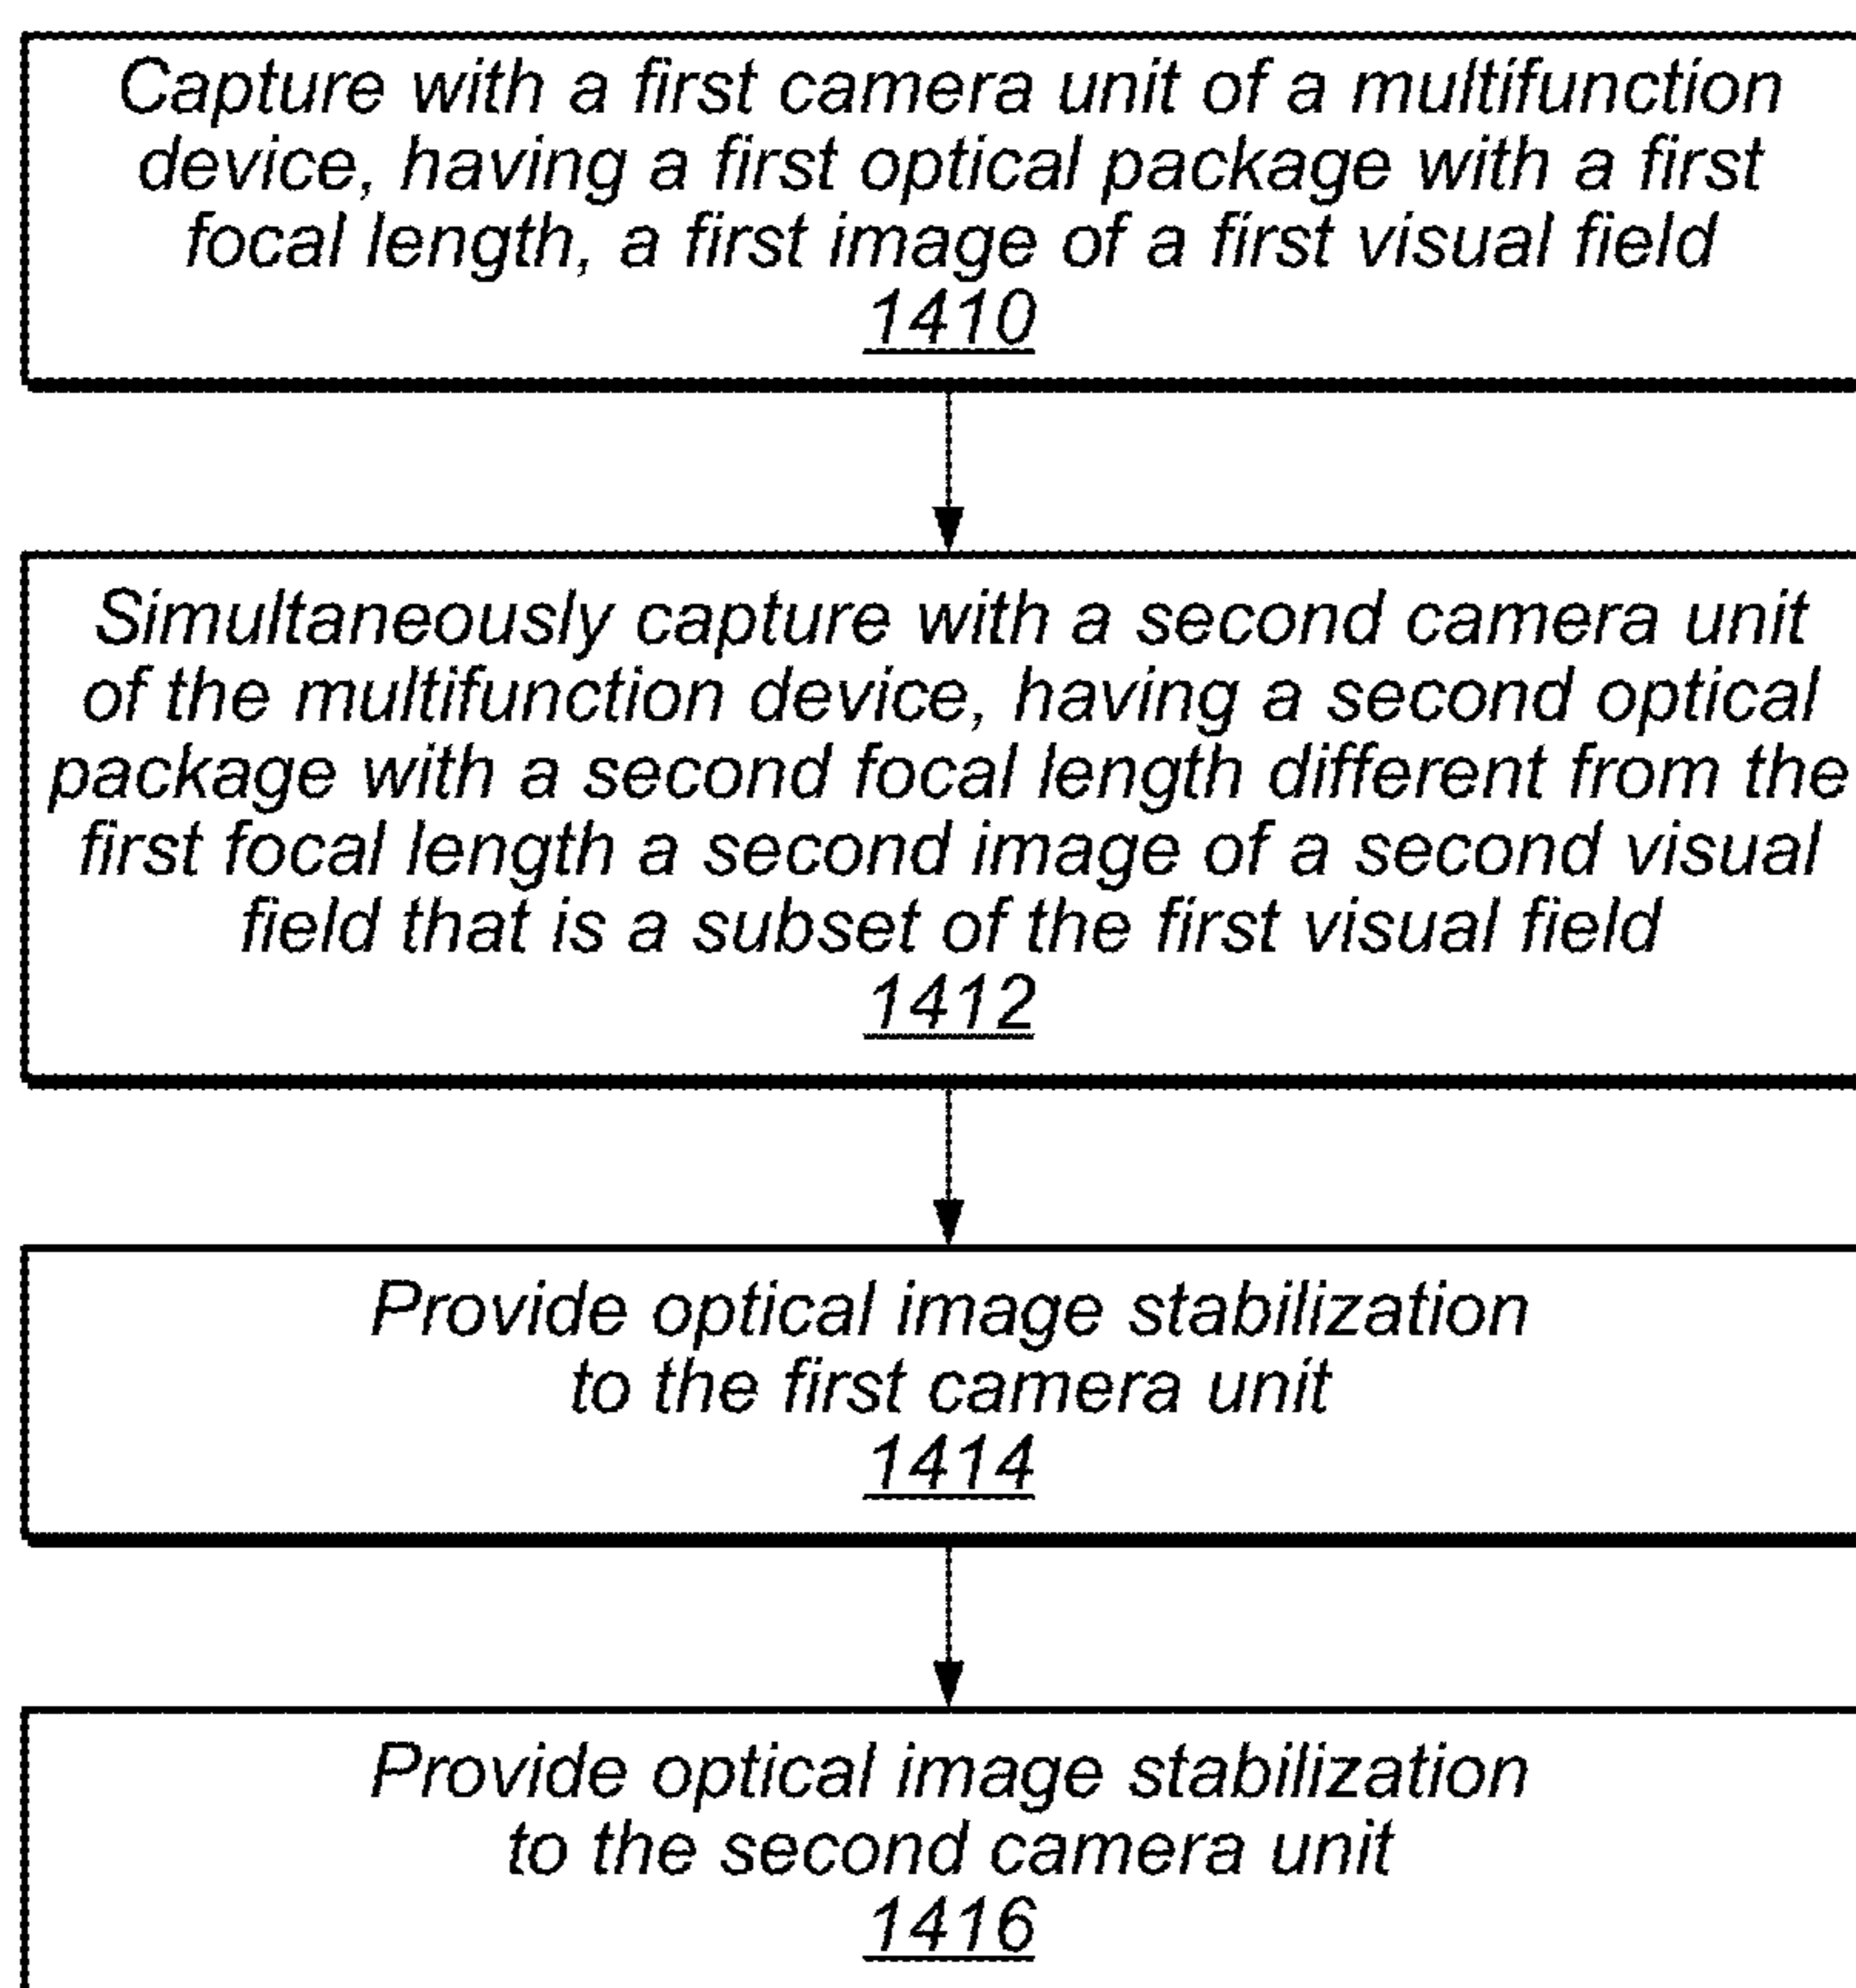 Capture with a first camera unit of a multifunction
device, having a first optical package with a first
focal length, a first image of a first visual field
1410
Simultaneously capture with a second camera unit
of the multifunction device, having a second optical
package with a second focal length different from the
first focal length a second image of a second visual
field that is a subset of the first visual field
1412
Provide optical image stabilization
to the first camera unit
1414
Provide optical image stabilization
to the second camera unit
1416